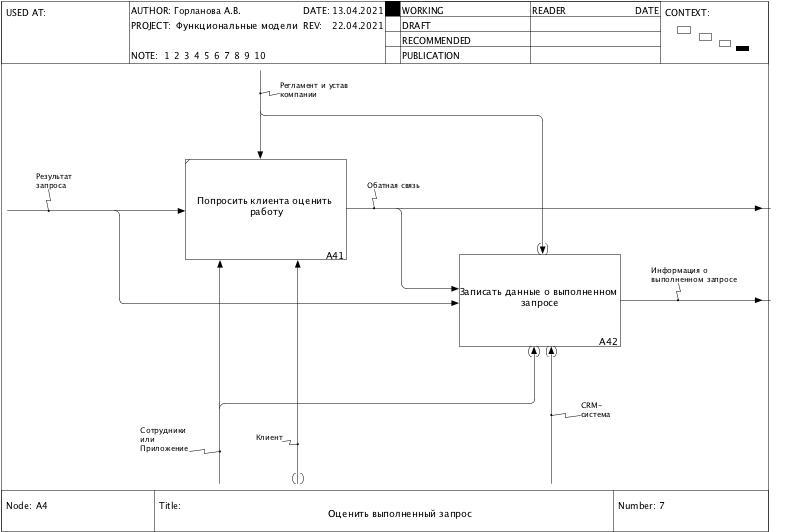 USED AT:
AUTHOR: Горланова А.В.
DATE: 13.04.2021
PROJECT: Функциональные модели
REV: 22.04.2021
NOTE: 1 2 3 4 5 6 7 8 9 10
WORKING
DRAFT
RECOMMENDED
PUBLICATION
READER
DATE
CONTEXT:
Регламент и устав
компании
Результат
запроса
Попросить клиента оценить
работу
A41
Обатная связь
Записать данные о выполненном
запросе
A42
Информация о
выполненном запросе
Сотрудники
или
Приложение
Клиент
CRM-
система
Node: A4
Title:
Оценить выполненный запрос
Number: 7